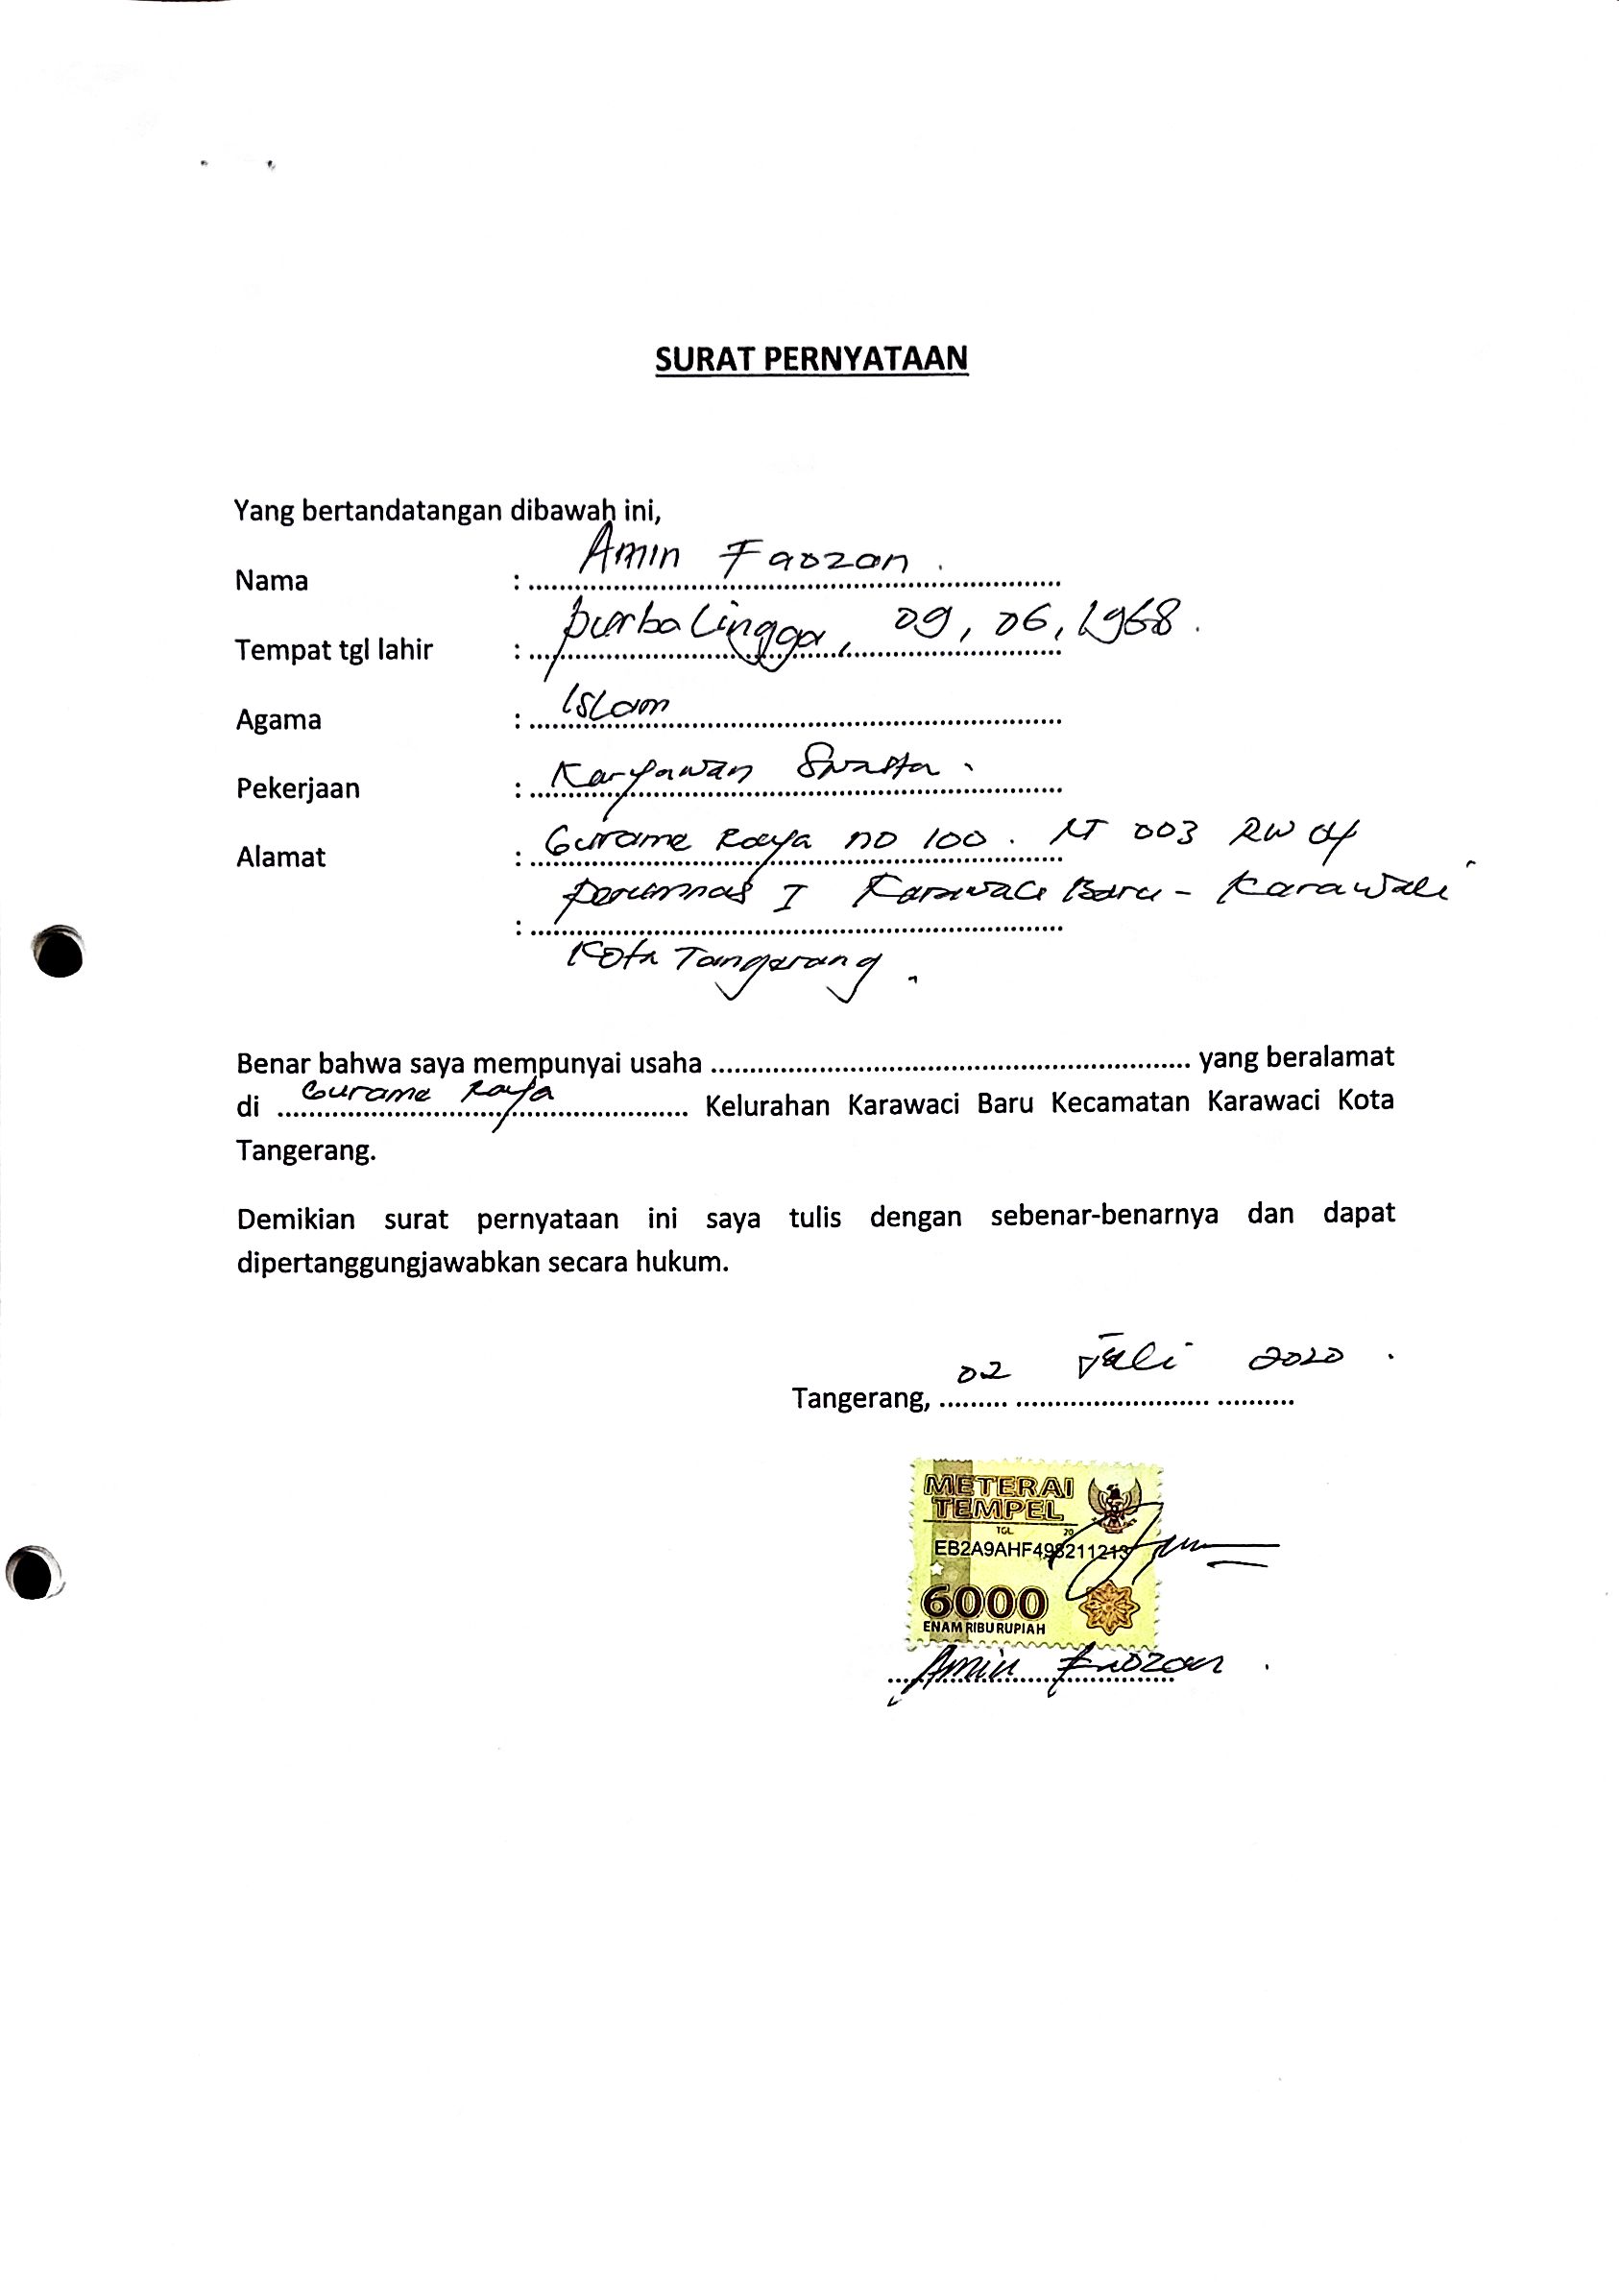 SURAT PERNYATAAN
Yang bertandatangan dibawah ini,
Nama : Amin Faozan .
Tempat tgl lahir : purbaLingga, 09, 06, 1968 .
Agama : Islam
Pekerjaan : Karyawan Swasta .
Alamat : Gurame Raya no 100 . RT 003 RW 04
: perumnas I Karawaci Baru - Karawaci
Kota Tangerang .
Benar bahwa saya mempunyai usaha .............................................................. yang beralamat
di Gurame Raya Kelurahan Karawaci Baru Kecamatan Karawaci Kota
Tangerang.
Demikian surat pernyataan ini saya tulis dengan sebenar-benarnya dan dapat
dipertanggungjawabkan secara hukum.
Tangerang, 02 Juli 2020 .
METERAI
TEMPEL
TGL 20
EB2A9AHF498211213
6000
ENAM RIBU RUPIAH
Amin Faozan .